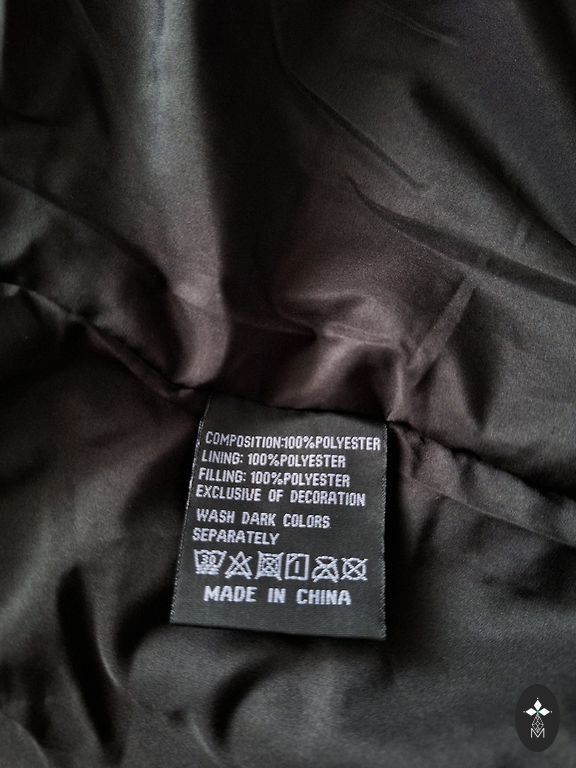 COMPOSITION:100%POLYESTER
LINING: 100%POLYESTER
FILLING: 100%POLYESTER
EXCLUSIVE OF DECORATION
WASH DARK COLORS
SEPARATELY
30
MADE IN CHINA
M